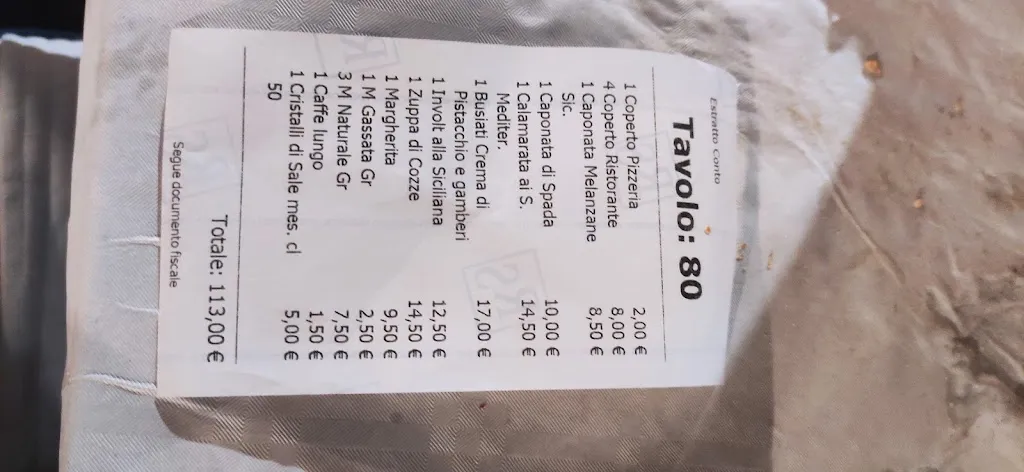 Estratto Conto
Tavolo: 80
1 Coperto Pizzeria 2,00 €
4 Coperto Ristorante 8,00 €
1 Caponata Melanzane 8,50 €
Sic.
1 Caponata di Spada 10,00 €
1 Calamarata ai S. 14,50 €
Mediter.
1 Busiati Crema di 17,00 €
Pistacchio e gamberi
1 Involt alla Siciliana 12,50 €
1 Zuppa di Cozze 14,50 €
1 Margherita 9,50 €
1 M Gassata Gr 2,50 €
3 M Naturale Gr 7,50 €
1 Caffe lungo 1,50 €
1 Cristalli di Sale mes. cl 5,00 €
50
Totale: 113,00 €
Segue documento fiscale